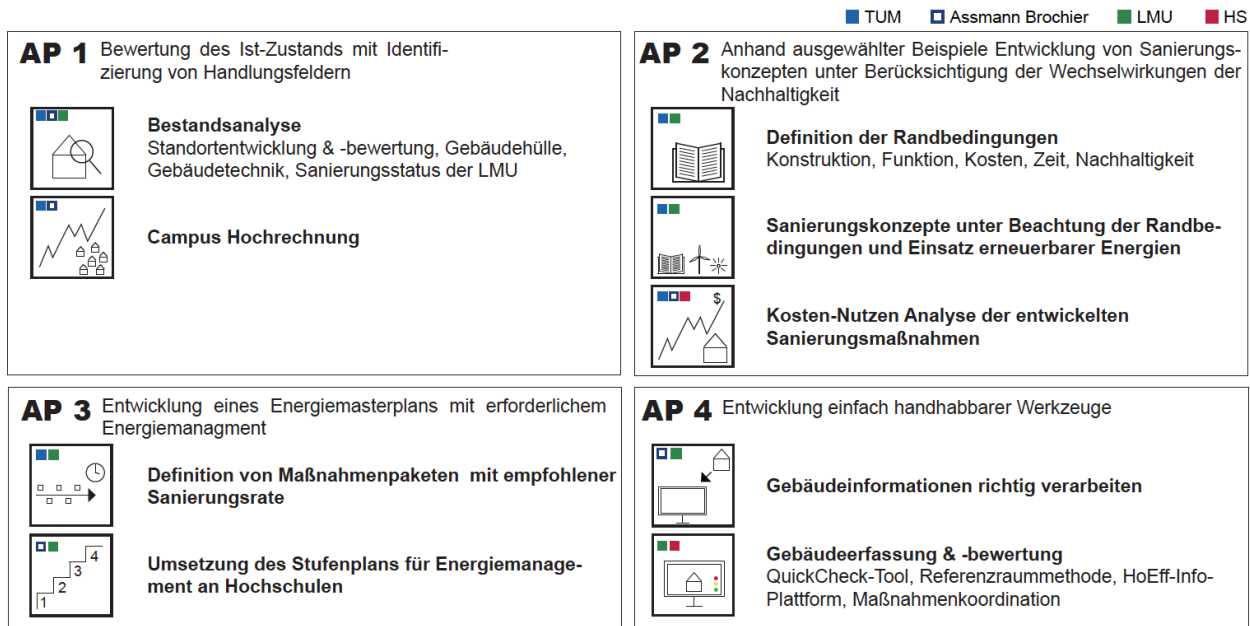 TUM Assmann Brochier LMU HS
AP 1 Bewertung des Ist-Zustands mit Identifi-
zierung von Handlungsfeldern
Bestandsanalyse
Standortentwicklung & -bewertung, Gebäudehülle,
Gebäudetechnik, Sanierungsstatus der LMU
Campus Hochrechnung
AP 2 Anhand ausgewählter Beispiele Entwicklung von Sanierungs-
konzepten unter Berücksichtigung der Wechselwirkungen der
Nachhaltigkeit
Definition der Randbedingungen
Konstruktion, Funktion, Kosten, Zeit, Nachhaltigkeit
Sanierungskonzepte unter Beachtung der Randbe-
dingungen und Einsatz erneuerbarer Energien
$
Kosten-Nutzen Analyse der entwickelten
Sanierungsmaßnahmen
AP 3 Entwicklung eines Energiemasterplans mit erforderlichem
Energiemanagment
Definition von Maßnahmenpaketen mit empfohlener
Sanierungsrate
4
3
2
1
Umsetzung des Stufenplans für Energiemanage-
ment an Hochschulen
AP 4 Entwicklung einfach handhabbarer Werkzeuge
Gebäudeinformationen richtig verarbeiten
Gebäudeerfassung & -bewertung
QuickCheck-Tool, Referenzraummethode, HoEff-Info-
Plattform, Maßnahmenkoordination